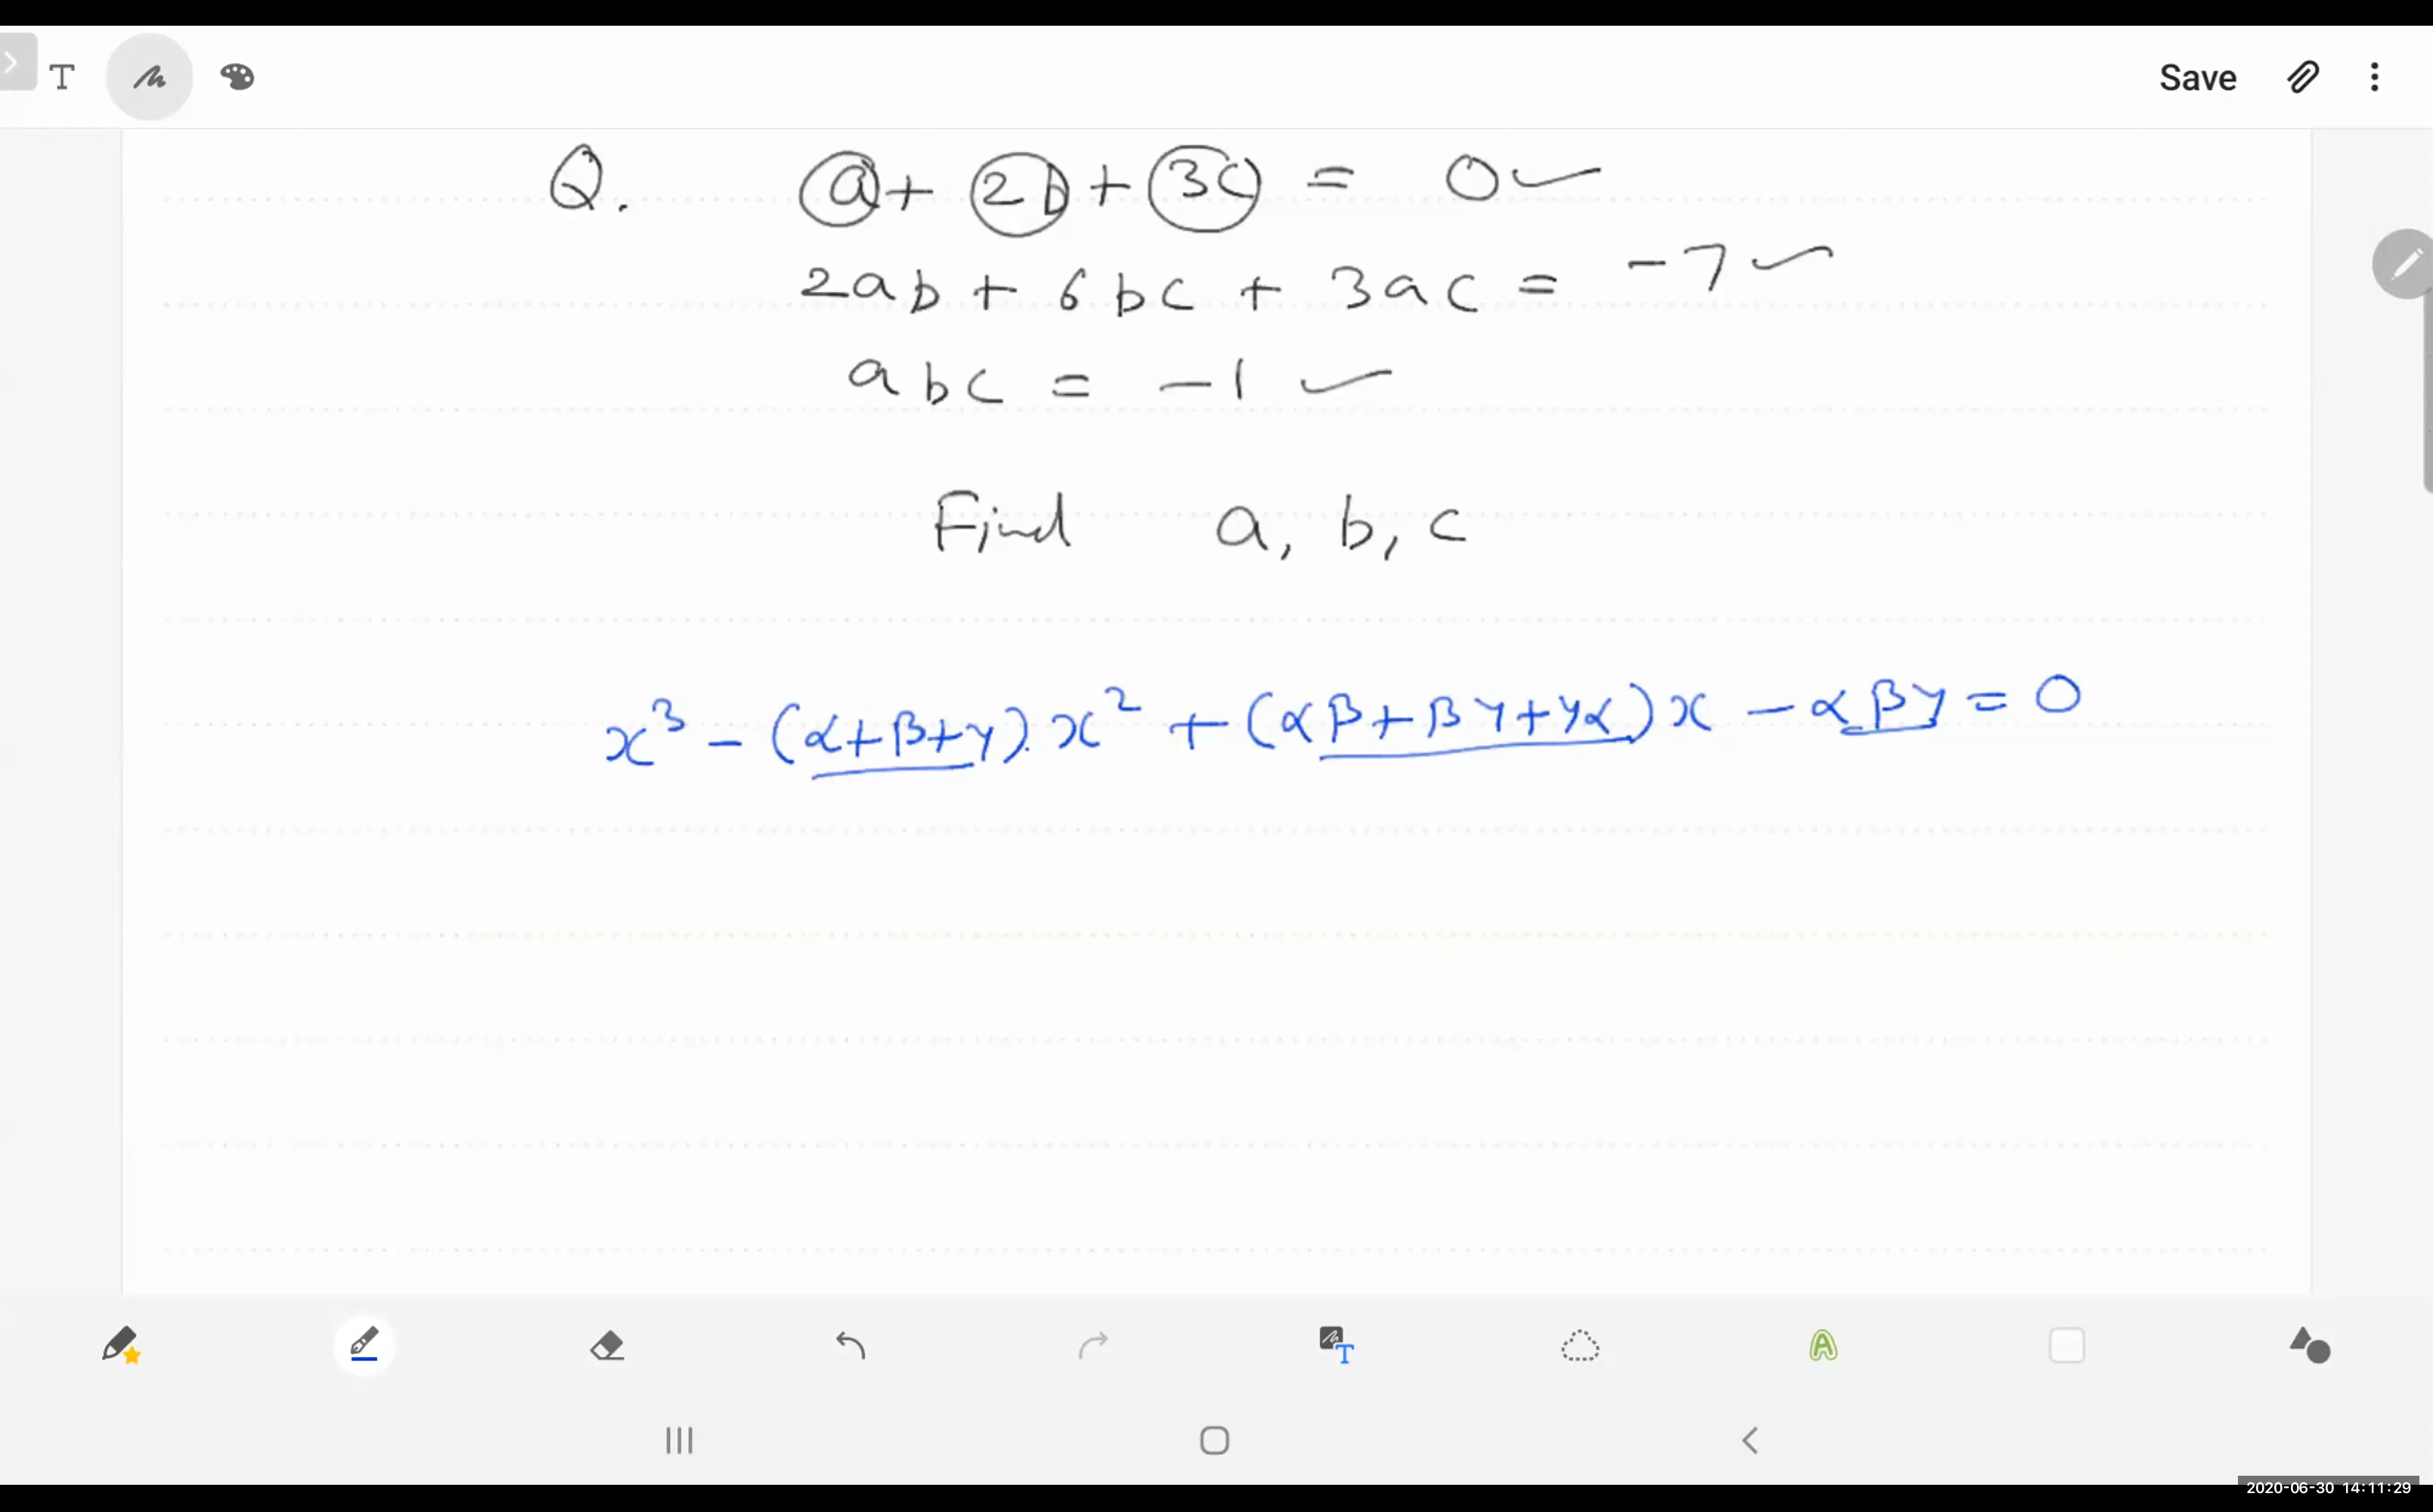 T
Save
Q. a + 2b + 3c = 0 ✓
2ab + 6bc + 3ac = -7 ✓
abc = -1 ✓
Find a, b, c
x³ - (α+β+γ).x² + (αβ+βγ+γα)x - αβγ = 0
T
A
2020-06-30 14:11:29